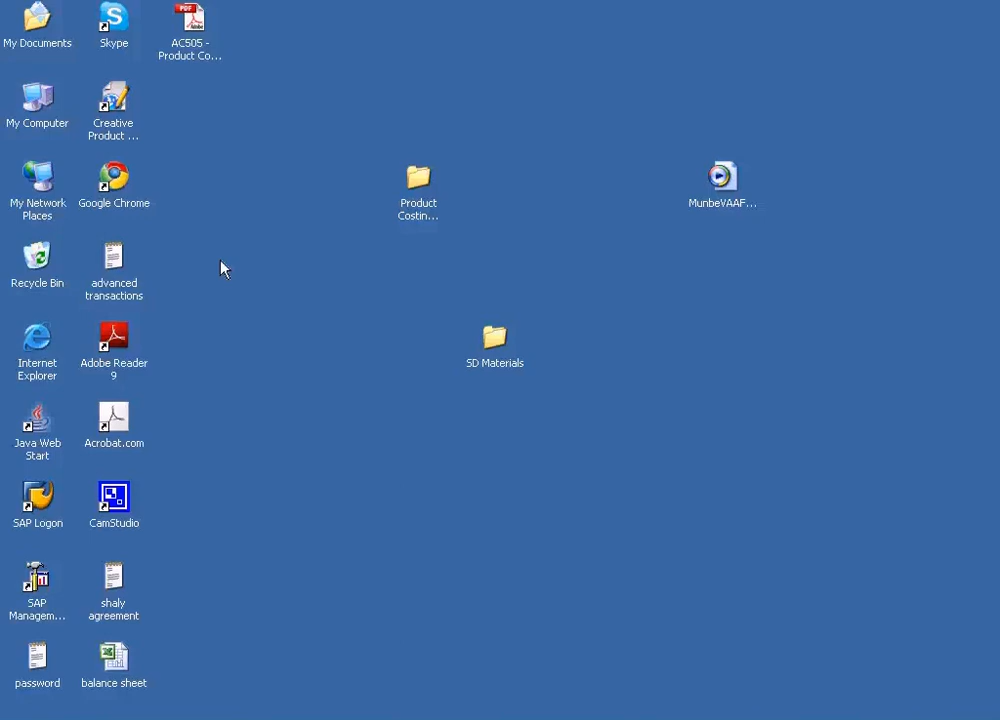 My Documents
Skype
PDF
AC505 -
Product Co...
My Computer
Creative
Product ...
My Network
Places
Google Chrome
Product
Costin...
MunbeVAAF...
Recycle Bin
advanced
transactions
Internet
Explorer
Adobe Reader
9
SD Materials
Java Web
Start
Acrobat.com
SAP Logon
CamStudio
SAP
Managem...
shaly
agreement
password
balance sheet